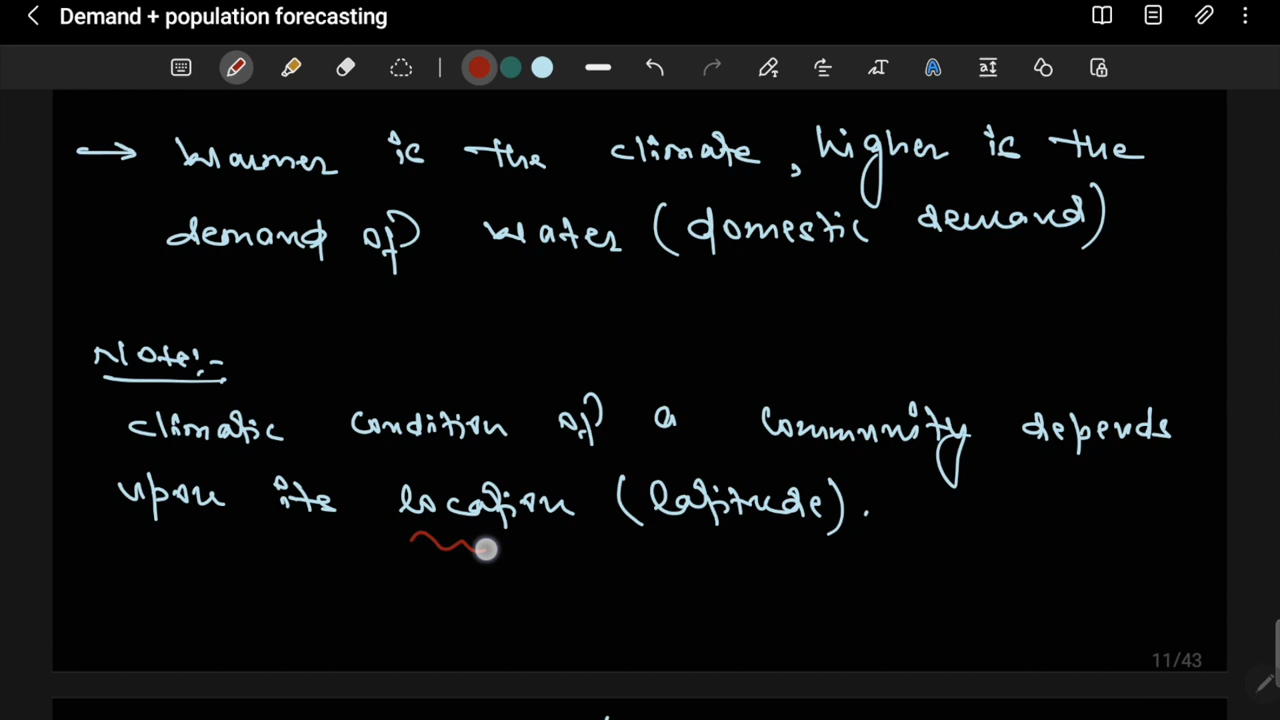 Demand + population forecasting
→ Warmer is the climate, higher is the
demand of water (domestic demand)
Note:-
climatic condition of a community depends
upon its location (latitude).
11/43